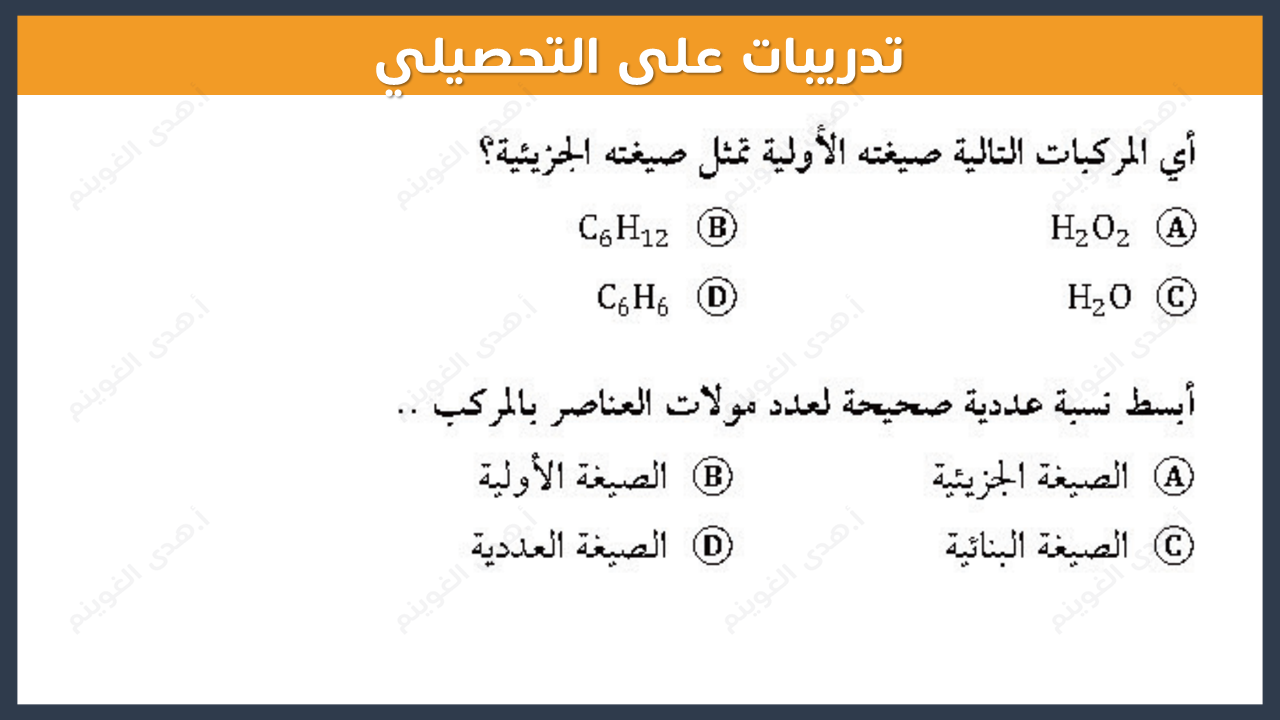 تدريبات على التحصيلي
أي المركبات التالية صيغته الأولية تمثل صيغته الجزيئية؟
Ⓐ H₂O₂ Ⓑ C₆H₁₂
Ⓒ H₂O Ⓓ C₆H₆
أبسط نسبة عددية صحيحة لعدد مولات العناصر بالمركب ..
Ⓐ الصيغة الجزيئية Ⓑ الصيغة الأولية
Ⓒ الصيغة البنائية Ⓓ الصيغة العددية
أ.هدى الغوينم